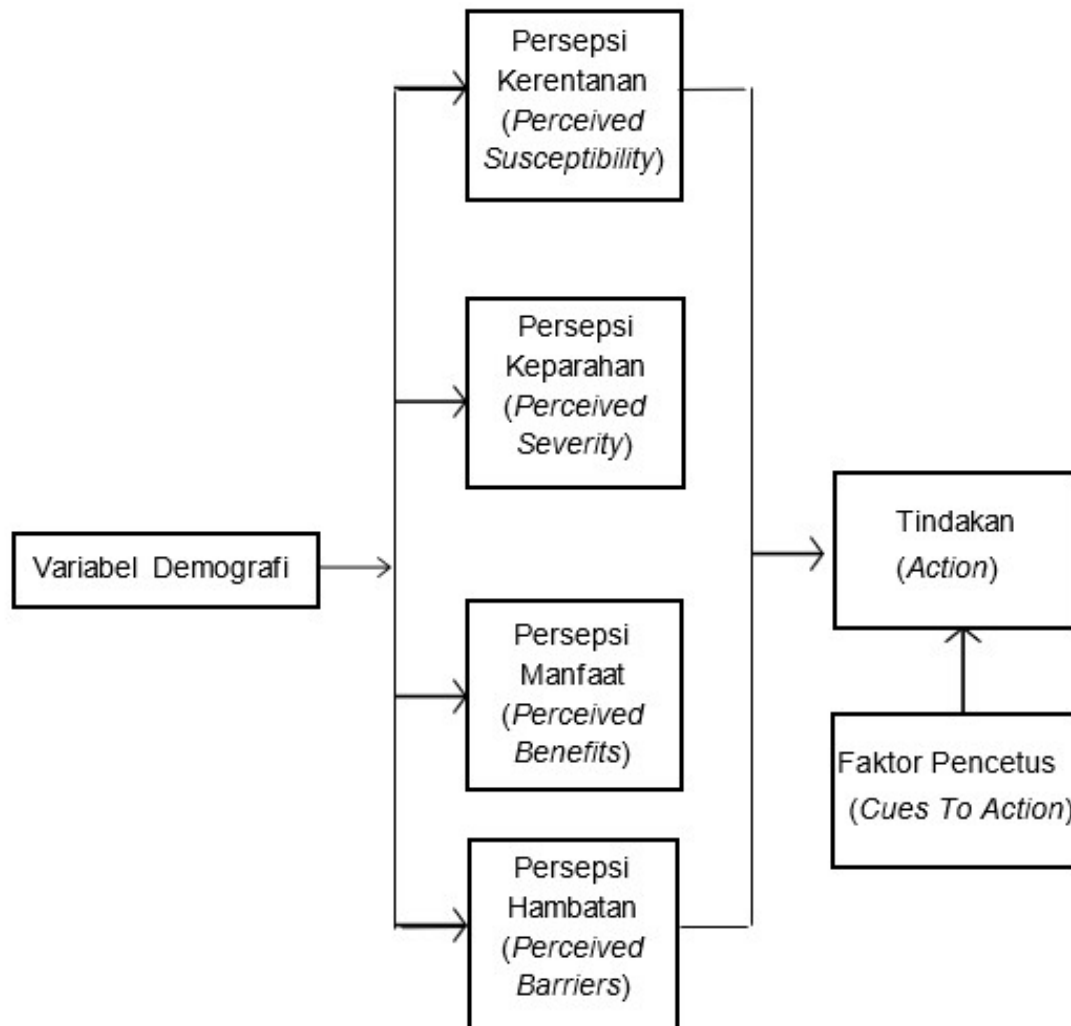 Persepsi
Kerentanan
(Perceived
Susceptibility)
Persepsi
Keparahan
(Perceived
Severity)
Variabel Demografi
Persepsi
Manfaat
(Perceived
Benefits)
Persepsi
Hambatan
(Perceived
Barriers)
Tindakan
(Action)
Faktor Pencetus
(Cues To Action)